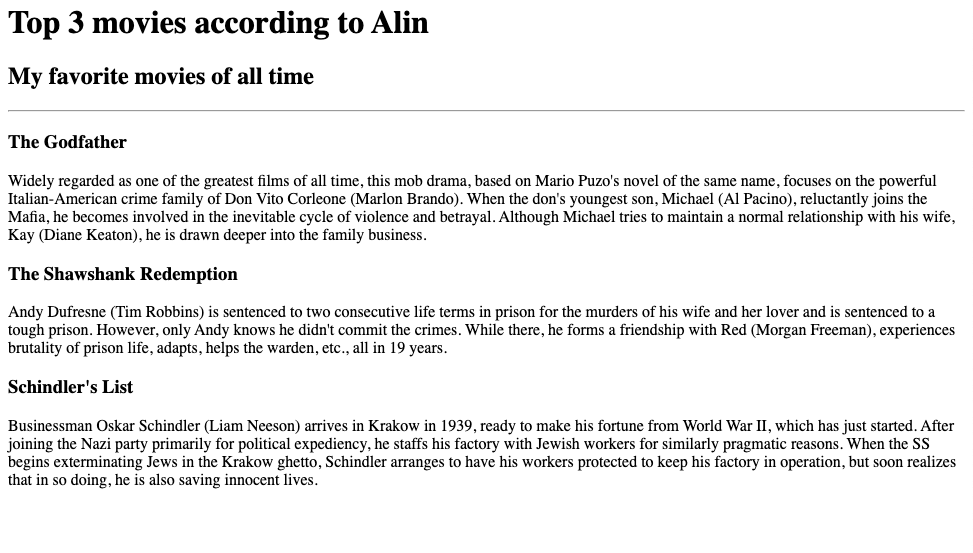 Top 3 movies according to Alin
My favorite movies of all time
The Godfather
Widely regarded as one of the greatest films of all time, this mob drama, based on Mario Puzo's novel of the same name, focuses on the powerful
Italian-American crime family of Don Vito Corleone (Marlon Brando). When the don's youngest son, Michael (Al Pacino), reluctantly joins the
Mafia, he becomes involved in the inevitable cycle of violence and betrayal. Although Michael tries to maintain a normal relationship with his wife,
Kay (Diane Keaton), he is drawn deeper into the family business.
The Shawshank Redemption
Andy Dufresne (Tim Robbins) is sentenced to two consecutive life terms in prison for the murders of his wife and her lover and is sentenced to a
tough prison. However, only Andy knows he didn't commit the crimes. While there, he forms a friendship with Red (Morgan Freeman), experiences
brutality of prison life, adapts, helps the warden, etc., all in 19 years.
Schindler's List
Businessman Oskar Schindler (Liam Neeson) arrives in Krakow in 1939, ready to make his fortune from World War II, which has just started. After
joining the Nazi party primarily for political expediency, he staffs his factory with Jewish workers for similarly pragmatic reasons. When the SS
begins exterminating Jews in the Krakow ghetto, Schindler arranges to have his workers protected to keep his factory in operation, but soon realizes
that in so doing, he is also saving innocent lives.